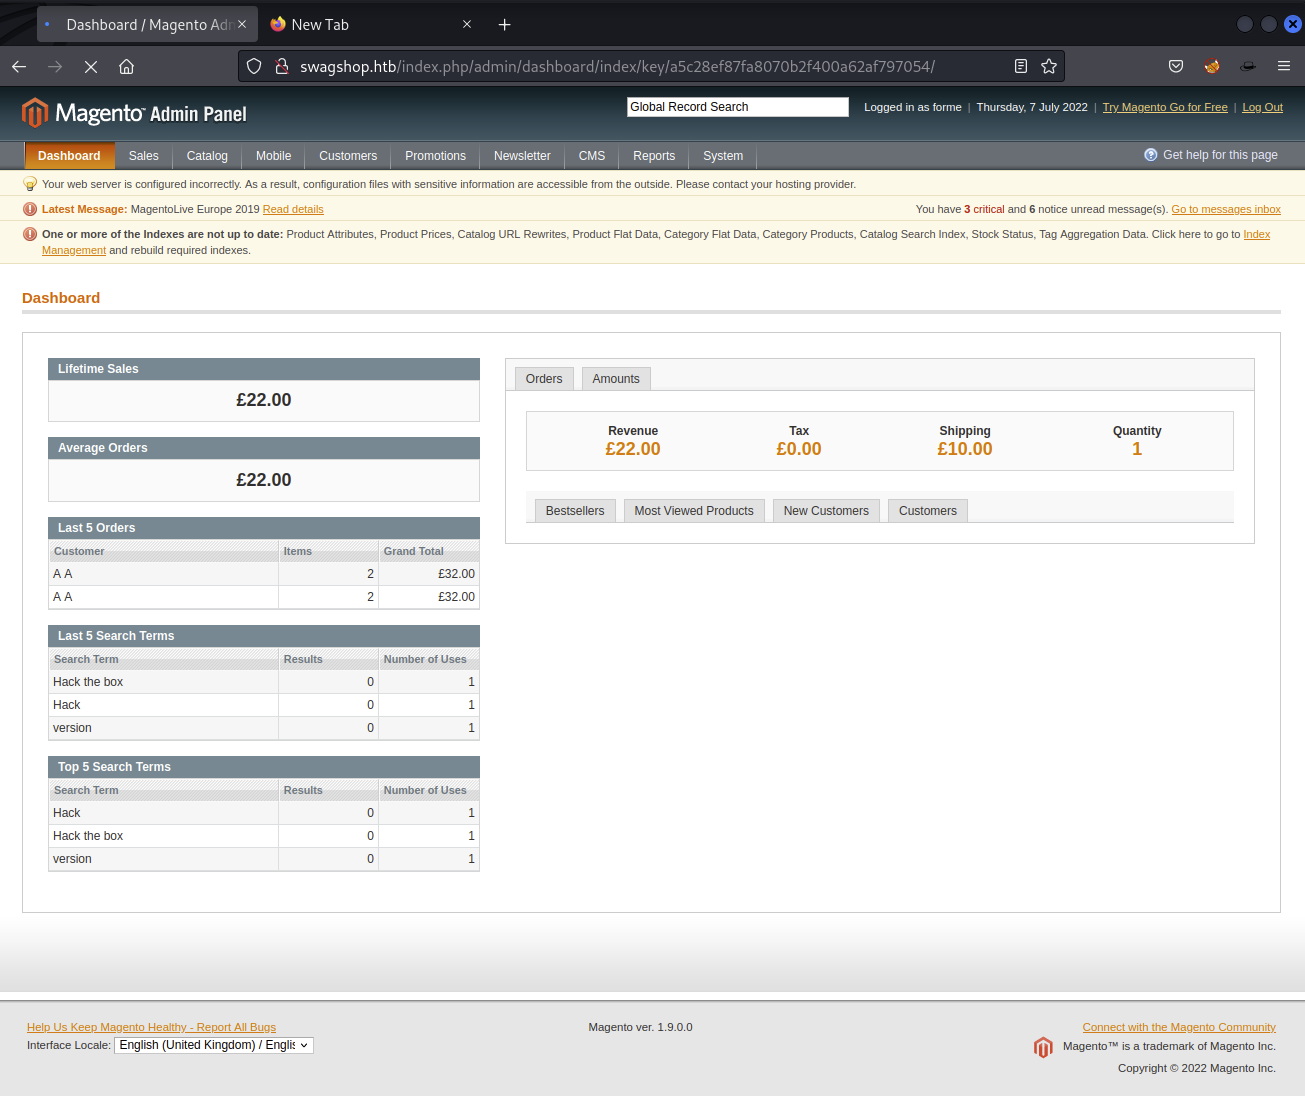 Dashboard / Magento Adm
New Tab
swagshop.htb/index.php/admin/dashboard/index/key/a5c28ef87fa8070b2f400a62af797054/
Magento™ Admin Panel
Global Record Search
Logged in as forme | Thursday, 7 July 2022 | Try Magento Go for Free | Log Out
Dashboard Sales Catalog Mobile Customers Promotions Newsletter CMS Reports System
Get help for this page
Your web server is configured incorrectly. As a result, configuration files with sensitive information are accessible from the outside. Please contact your hosting provider.
Latest Message: MagentoLive Europe 2019 Read details
You have 3 critical and 6 notice unread message(s). Go to messages inbox
One or more of the Indexes are not up to date: Product Attributes, Product Prices, Catalog URL Rewrites, Product Flat Data, Category Flat Data, Category Products, Catalog Search Index, Stock Status, Tag Aggregation Data. Click here to go to Index
Management and rebuild required indexes.
Dashboard
Lifetime Sales
£22.00
Average Orders
£22.00
Last 5 Orders
Customer Items Grand Total
A A 2 £32.00
A A 2 £32.00
Last 5 Search Terms
Search Term Results Number of Uses
Hack the box 0 1
Hack 0 1
version 0 1
Top 5 Search Terms
Search Term Results Number of Uses
Hack 0 1
Hack the box 0 1
version 0 1
Orders Amounts
Revenue Tax Shipping Quantity
£22.00 £0.00 £10.00 1
Bestsellers Most Viewed Products New Customers Customers
Help Us Keep Magento Healthy - Report All Bugs
Interface Locale: English (United Kingdom) / Englis
Magento ver. 1.9.0.0
Connect with the Magento Community
Magento™ is a trademark of Magento Inc.
Copyright © 2022 Magento Inc.